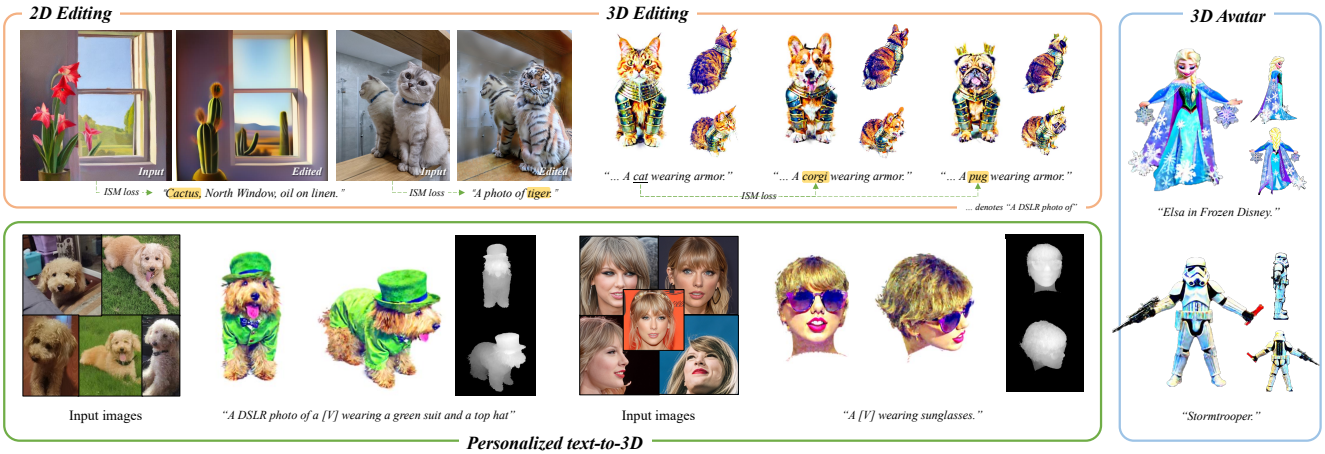 2D Editing
3D Editing
3D Avatar
Input
Edited
Input
Edited
ISM loss
"Cactus, North Window, oil on linen."
ISM loss
"A photo of tiger."
"... A cat wearing armor."
"... A corgi wearing armor."
"... A pug wearing armor."
ISM loss
... denotes "A DSLR photo of"
"Elsa in Frozen Disney."
Input images
"A DSLR photo of a [V] wearing a green suit and a top hat"
Input images
"A [V] wearing sunglasses."
"Stormtrooper."
Personalized text-to-3D